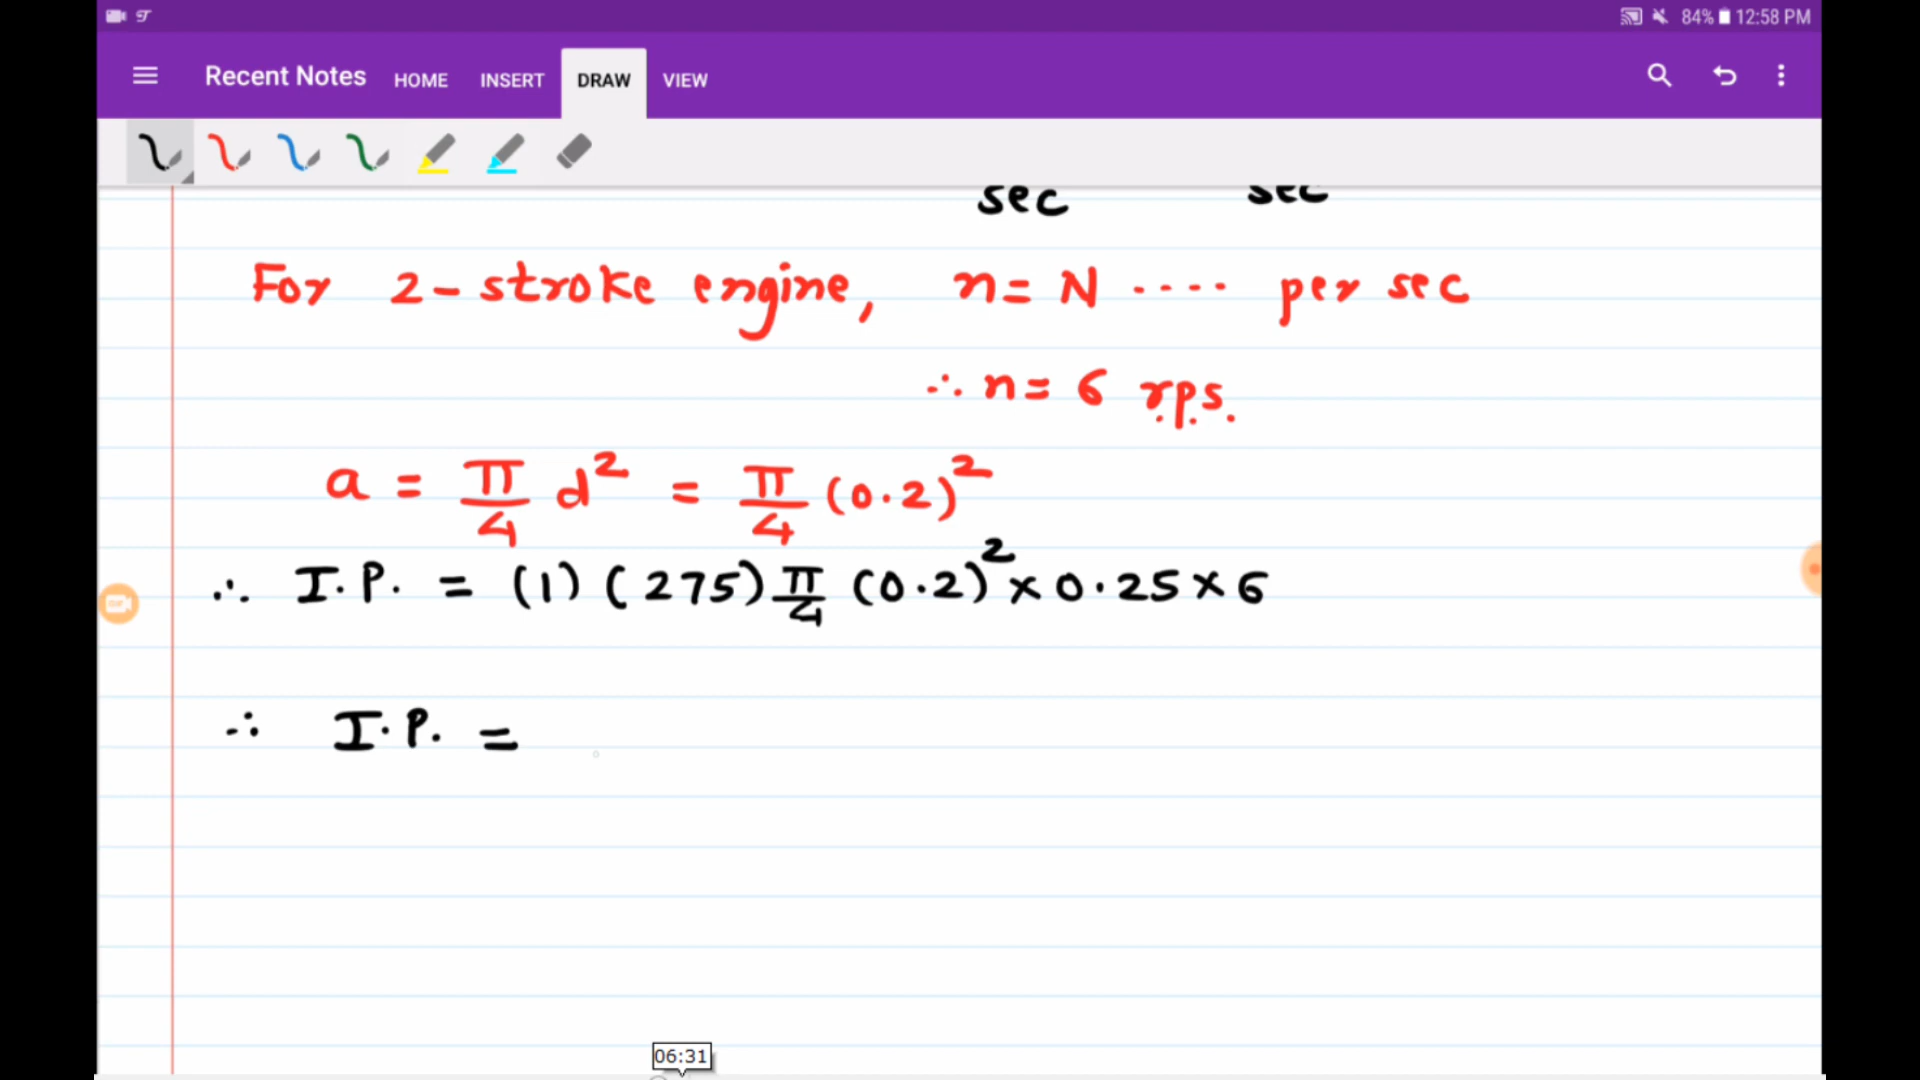 84% 12:58 PM
Recent Notes HOME INSERT DRAW VIEW
sec sec
For 2-stroke engine, n = N .... per sec
∴ n = 6 r.p.s.
a = π/4 d² = π/4 (0.2)²
∴ I.P. = (1) (275) π/4 (0.2)² × 0.25 × 6
∴ I.P. =
06:31